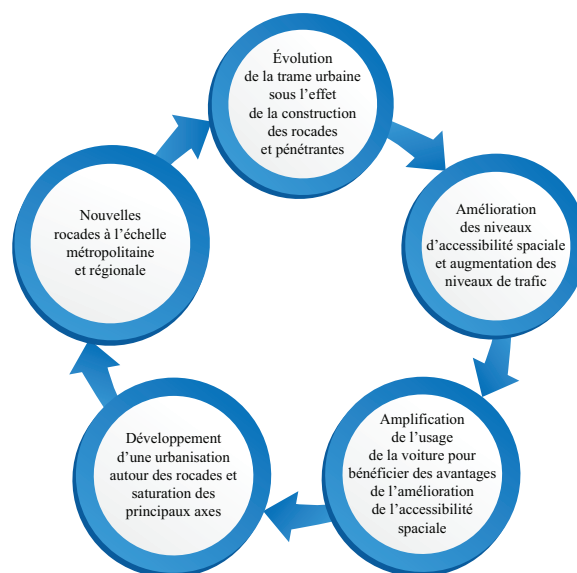 Évolution
de la trame urbaine
sous l’effet
de la construction
des rocades
et pénétrantes
Amélioration
des niveaux
d’accessibilité spaciale
et augmentation des
niveaux de trafic
Amplification
de l’usage
de la voiture pour
bénéficier des avantages
de l’amélioration
de l’accessibilité
spaciale
Développement
d’une urbanisation
autour des rocades et
saturation des
principaux axes
Nouvelles
rocades à l’échelle
métropolitaine
et régionale